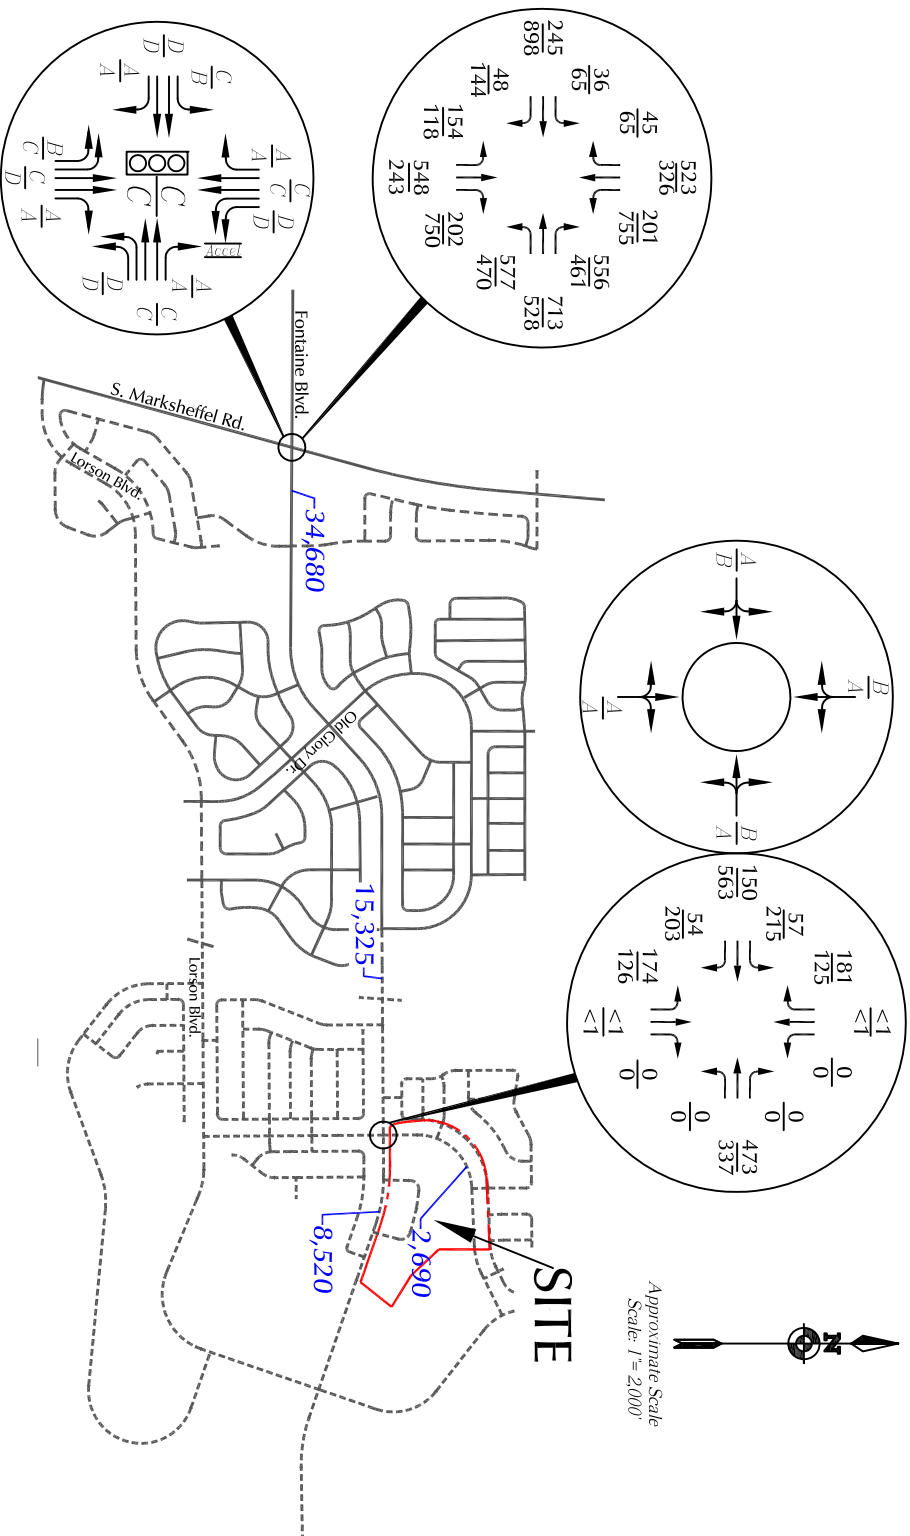 245
898
36
65
48
144
45
65
154
118
523
326
548
243
201
755
202
750
556
461
577
470
713
528
D
D
C
B
A
A
A
A
B
C
C
D
C
D
A
A
C
C
D
D
Accel
A
A
D
D
C
C
Fontaine Blvd.
S. Marksheffel Rd.
Lorson Blvd.
34,680
Old Glory Dr.
15,325
Lorson Blvd.
A
B
B
A
A
A
B
A
150
563
57
215
54
203
181
125
174
126
<1
<1
<1
<1
0
0
0
0
0
0
0
0
473
337
2,690
8,520
SITE
N
Approximate Scale
Scale: 1"= 2,000'